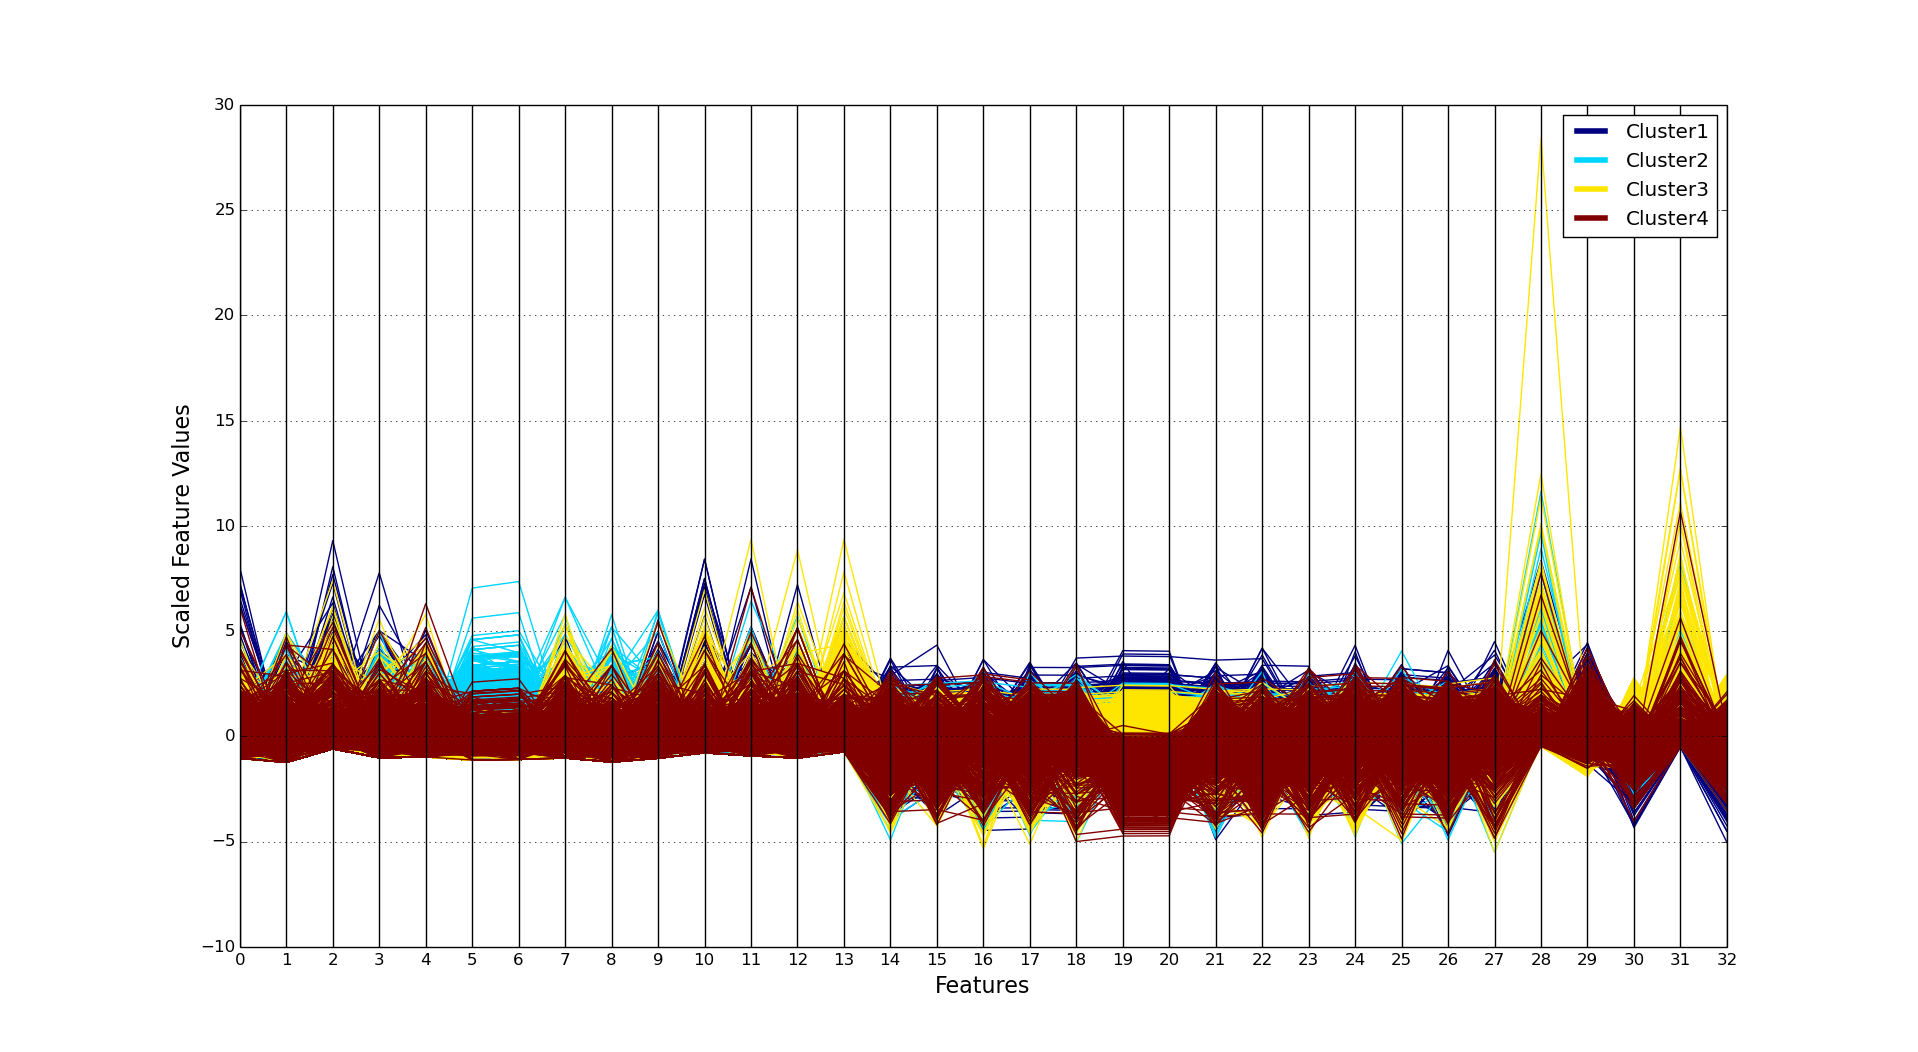 30
25
20
15
10
5
0
−5
−10
Scaled Feature Values
Cluster1
Cluster2
Cluster3
Cluster4
0 1 2 3 4 5 6 7 8 9 10 11 12 13 14 15 16 17 18 19 20 21 22 23 24 25 26 27 28 29 30 31 32
Features